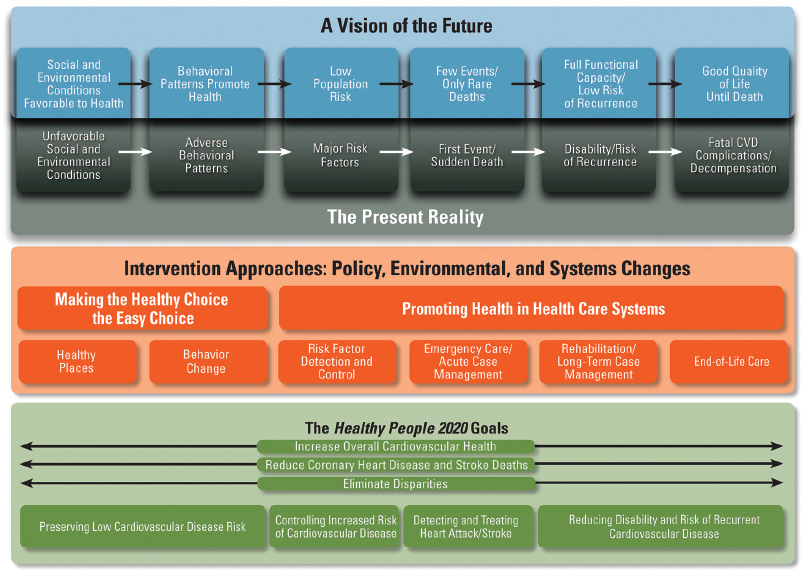 A Vision of the Future
Social and
Environmental
Conditions
Favorable to Health
Behavioral
Patterns Promote
Health
Low
Population
Risk
Few Events/
Only Rare
Deaths
Full Functional
Capacity/
Low Risk
of Recurrence
Good Quality
of Life
Until Death
Unfavorable
Social and
Environmental
Conditions
Adverse
Behavioral
Patterns
Major Risk
Factors
First Event/
Sudden Death
Disability/Risk
of Recurrence
Fatal CVD
Complications/
Decompensation
The Present Reality
Intervention Approaches: Policy, Environmental, and Systems Changes
Making the Healthy Choice
the Easy Choice
Promoting Health in Health Care Systems
Healthy
Places
Behavior
Change
Risk Factor
Detection and
Control
Emergency Care/
Acute Case
Management
Rehabilitation/
Long-Term Case
Management
End-of-Life Care
The Healthy People 2020 Goals
Increase Overall Cardiovascular Health
Reduce Coronary Heart Disease and Stroke Deaths
Eliminate Disparities
Preserving Low Cardiovascular Disease Risk
Controlling Increased Risk
of Cardiovascular Disease
Detecting and Treating
Heart Attack/Stroke
Reducing Disability and Risk of Recurrent
Cardiovascular Disease